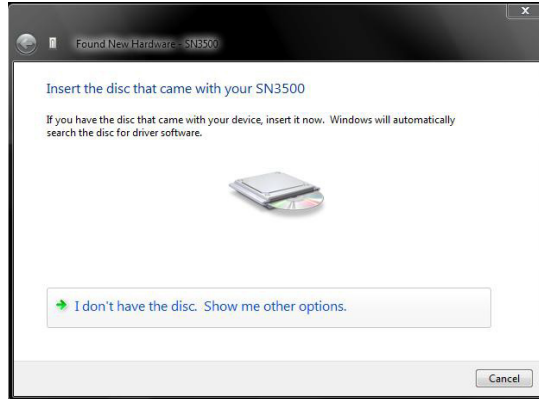 x
Found New Hardware - SN3500
Insert the disc that came with your SN3500
If you have the disc that came with your device, insert it now.  Windows will automatically
search the disc for driver software.
I don't have the disc.  Show me other options.
Cancel